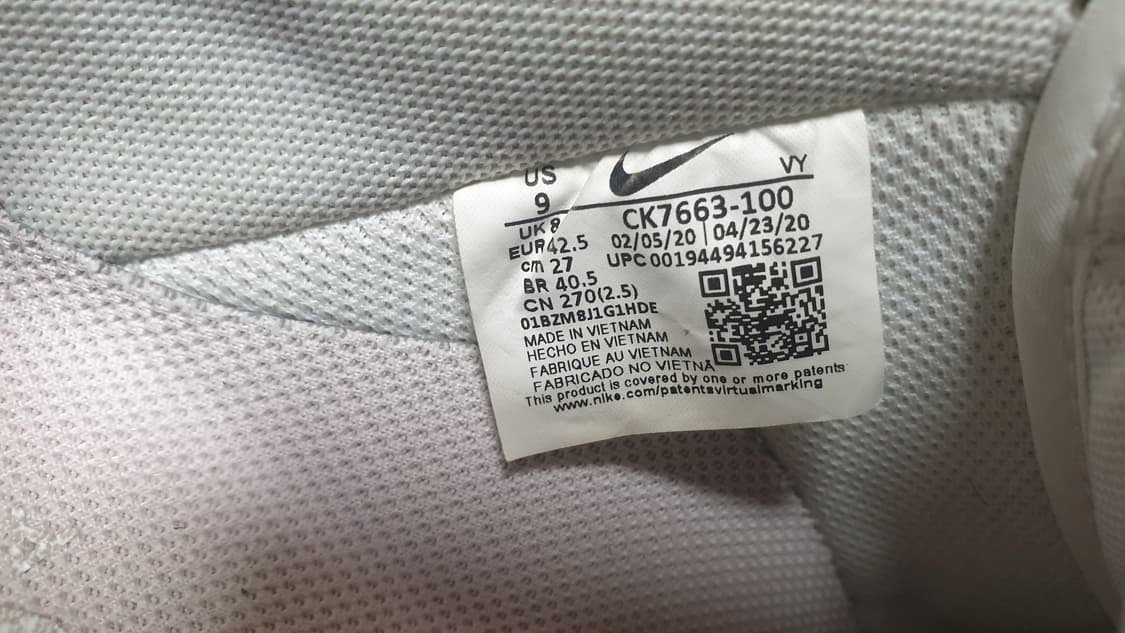 US
VY
9
CK7663-100
UK 8
02/05/20 | 04/23/20
EUR 42.5
UPC 00194494156227
cm 27
BR 40.5
CN 270(2.5)
01BZM8J1G1HDE
MADE IN VIETNAM
HECHO EN VIETNAM
FABRIQUE AU VIETNAM
FABRICADO NO VIETNA
This product is covered by one or more patents
www.nike.com/patentsvirtualmarking